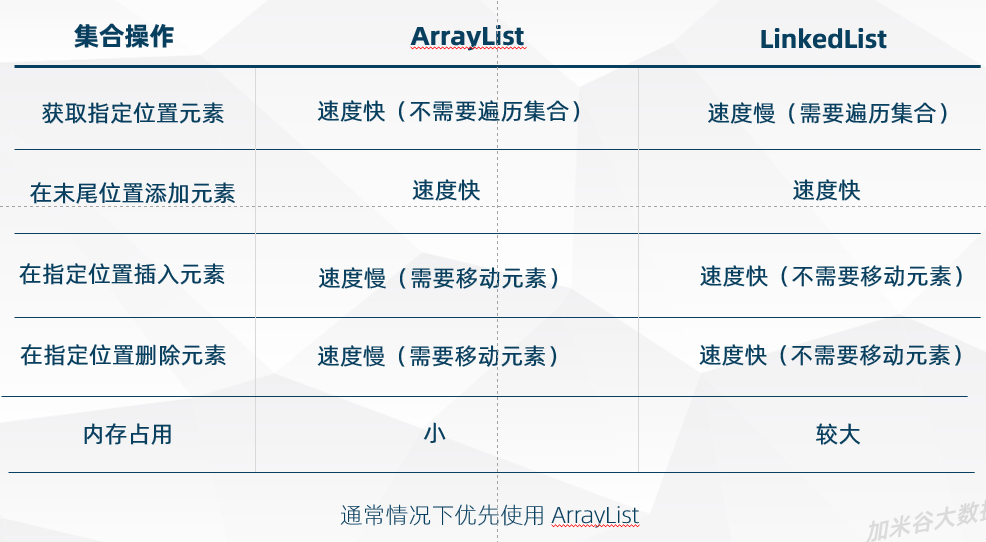 集合操作 ArrayList LinkedList
获取指定位置元素 速度快（不需要遍历集合） 速度慢（需要遍历集合）
在末尾位置添加元素 速度快 速度快
在指定位置插入元素 速度慢（需要移动元素） 速度快（不需要移动元素）
在指定位置删除元素 速度慢（需要移动元素） 速度快（不需要移动元素）
内存占用 小 较大
通常情况下优先使用 ArrayList
加米谷大数据